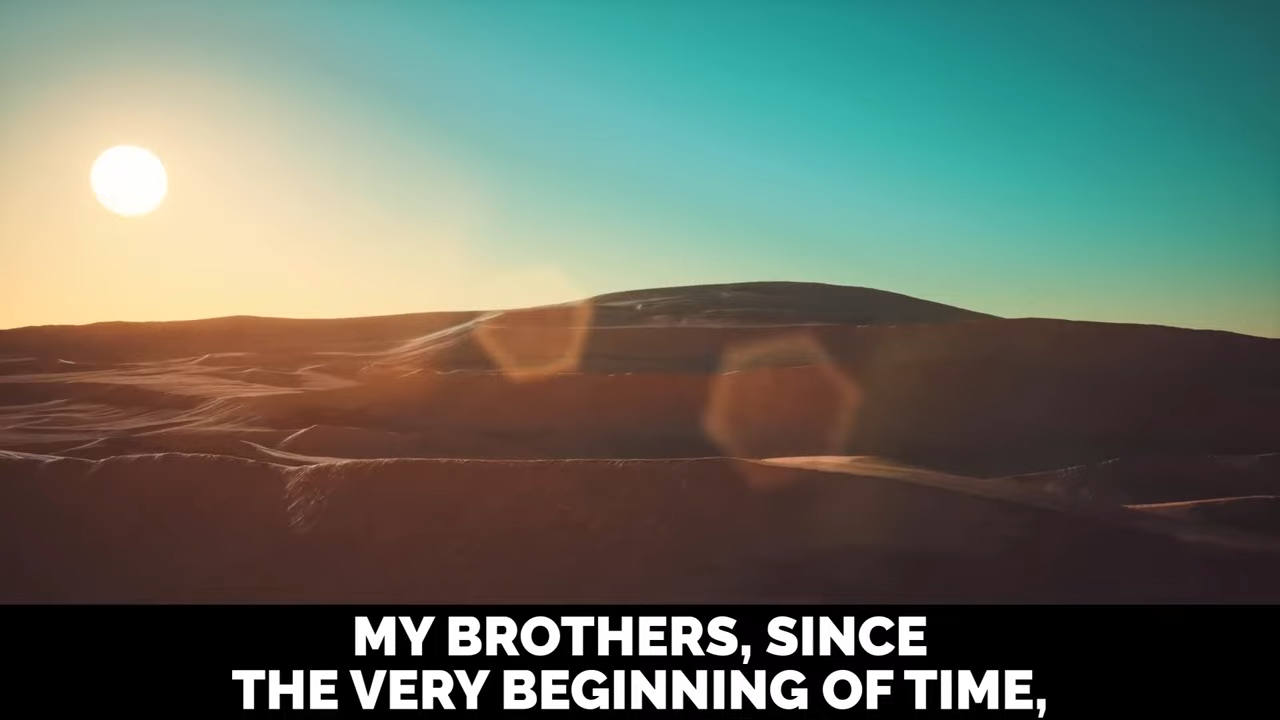 MY BROTHERS, SINCE
THE VERY BEGINNING OF TIME,